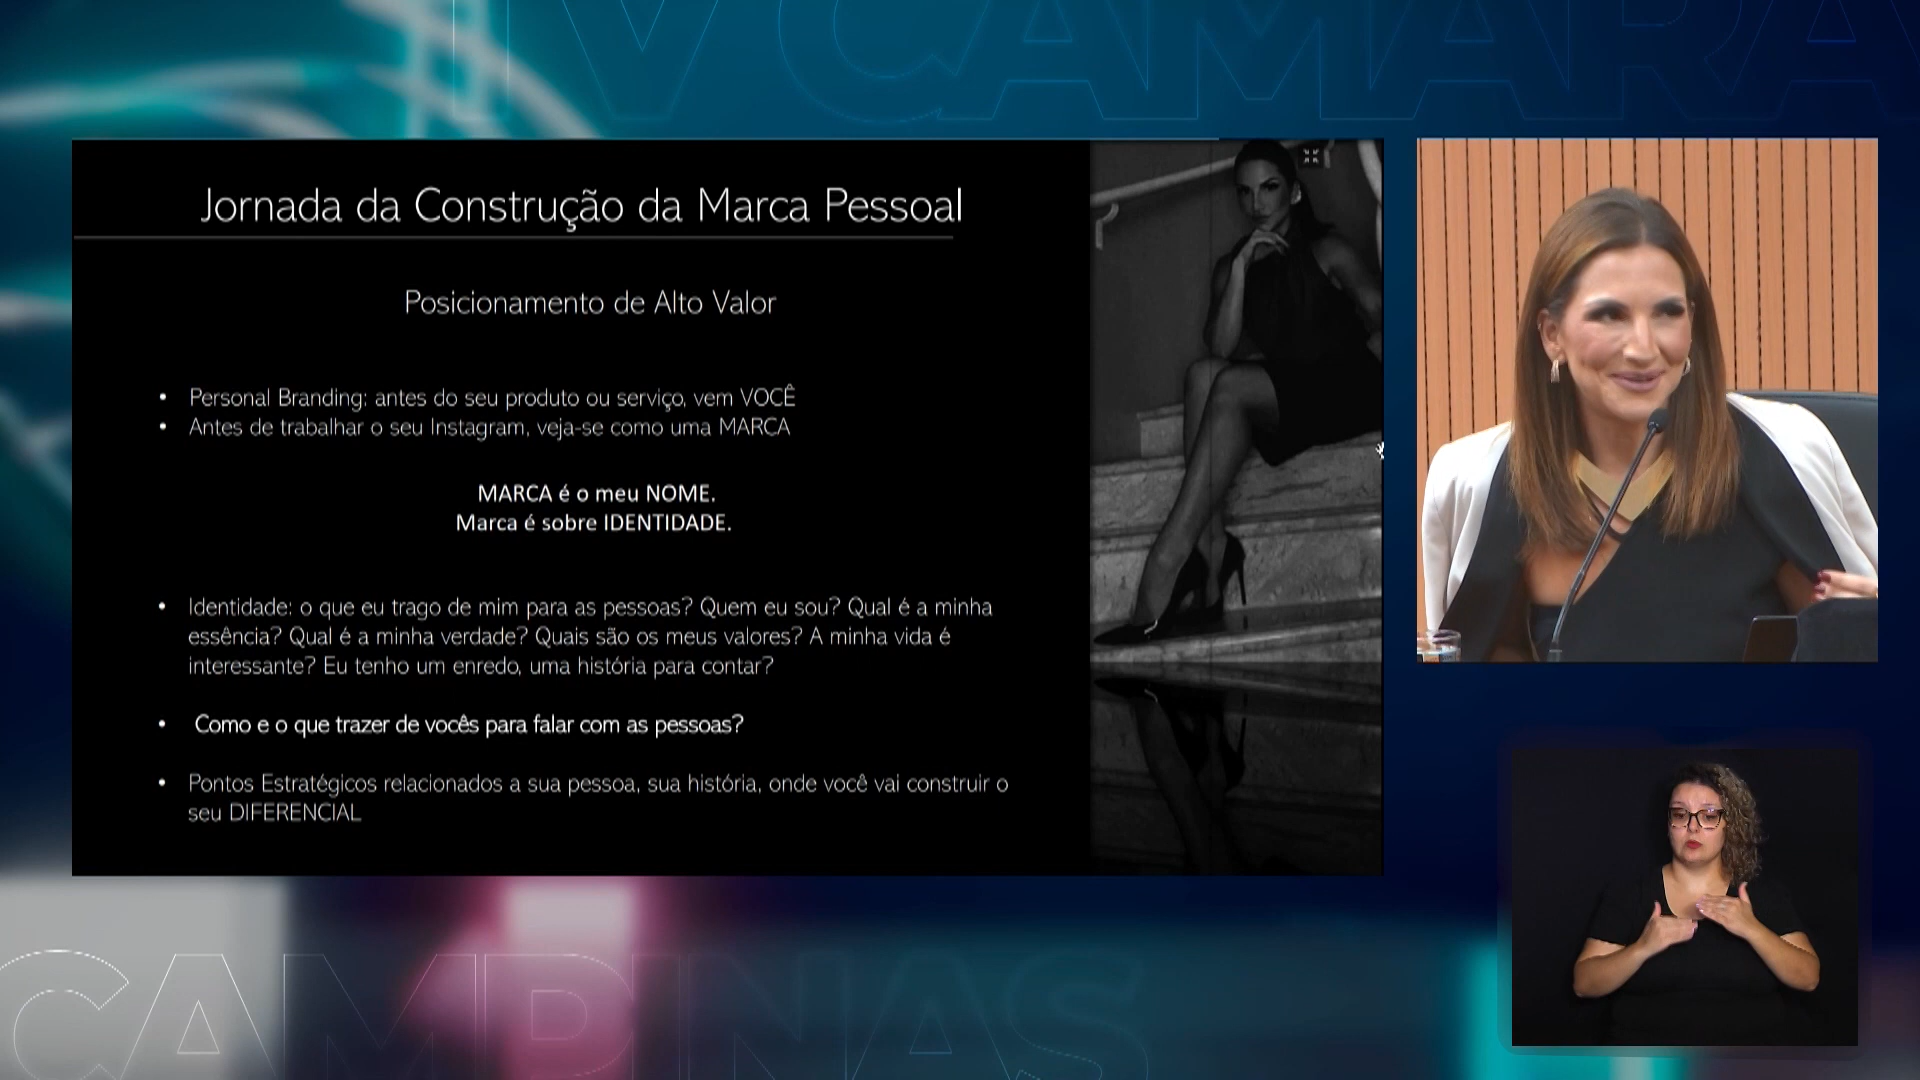 TV CÂMARA
Jornada da Construção da Marca Pessoal
Posicionamento de Alto Valor
• Personal Branding: antes do seu produto ou serviço, vem VOCÊ
• Antes de trabalhar o seu Instagram, veja-se como uma MARCA
MARCA é o meu NOME.
Marca é sobre IDENTIDADE.
• Identidade: o que eu trago de mim para as pessoas? Quem eu sou? Qual é a minha
essência? Qual é a minha verdade? Quais são os meus valores? A minha vida é
interessante? Eu tenho um enredo, uma história para contar?
• Como e o que trazer de vocês para falar com as pessoas?
• Pontos Estratégicos relacionados a sua pessoa, sua história, onde você vai construir o
seu DIFERENCIAL
CAMPINAS